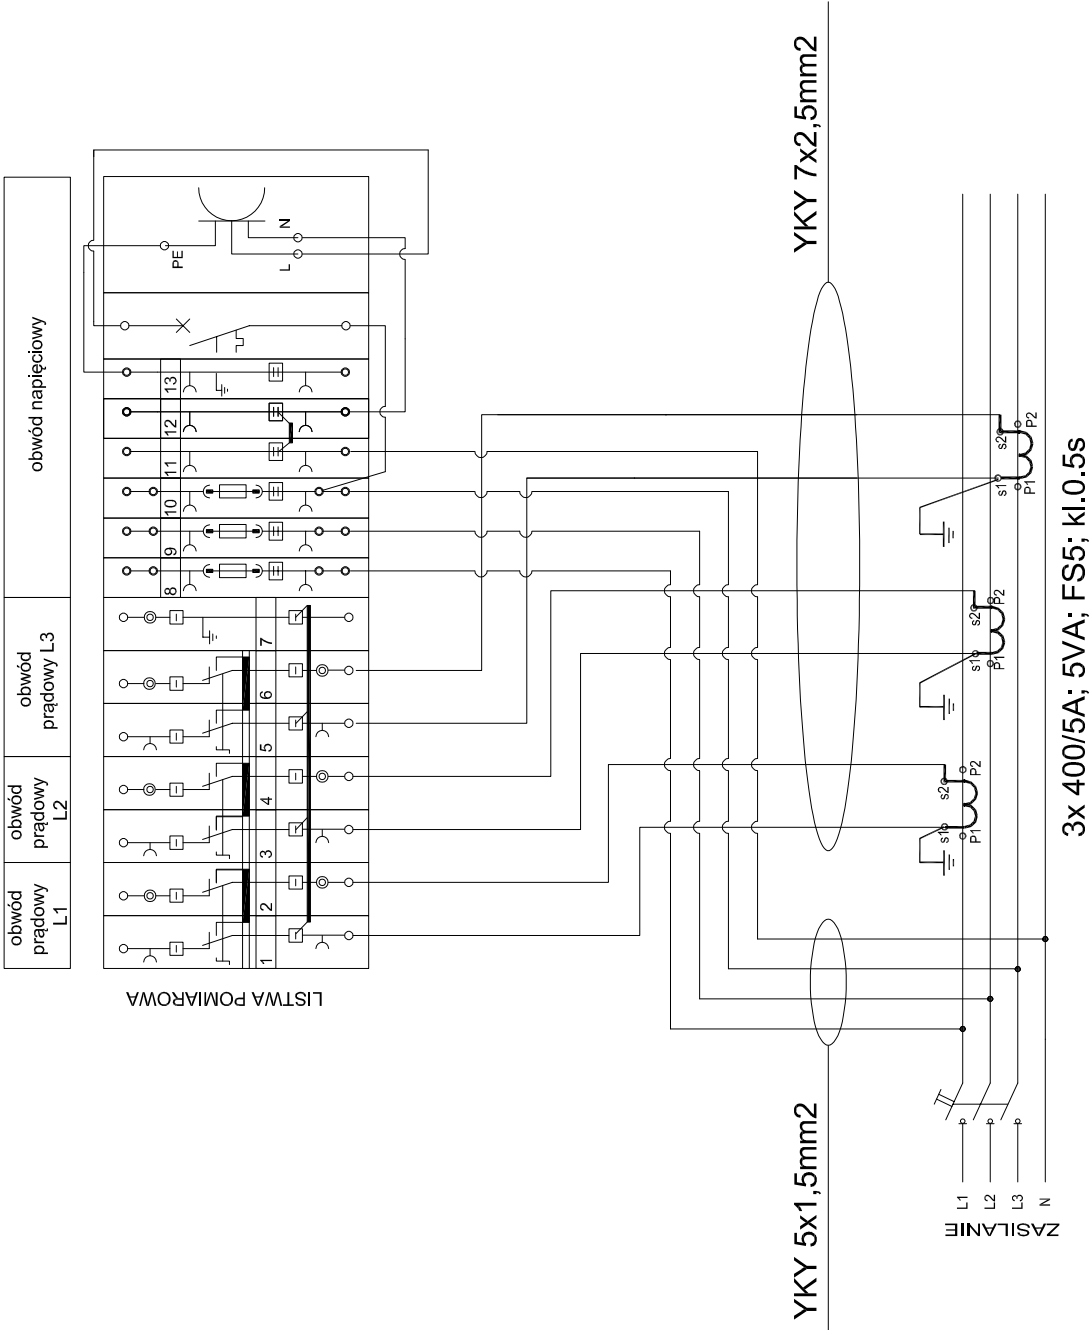 obwód
prądowy
L1
obwód
prądowy
L2
obwód
prądowy L3
obwód napięciowy
LISTWA POMIAROWA
1
2
3
4
5
6
7
8
9
10
11
12
13
PE
L
N
YKY 5x1,5mm2
YKY 7x2,5mm2
s1
s2
P1
P2
s1
s2
P1
P2
s1
s2
P1
P2
L1
L2
L3
N
ZASILANIE
3x 400/5A; 5VA; FS5; kl.0.5s